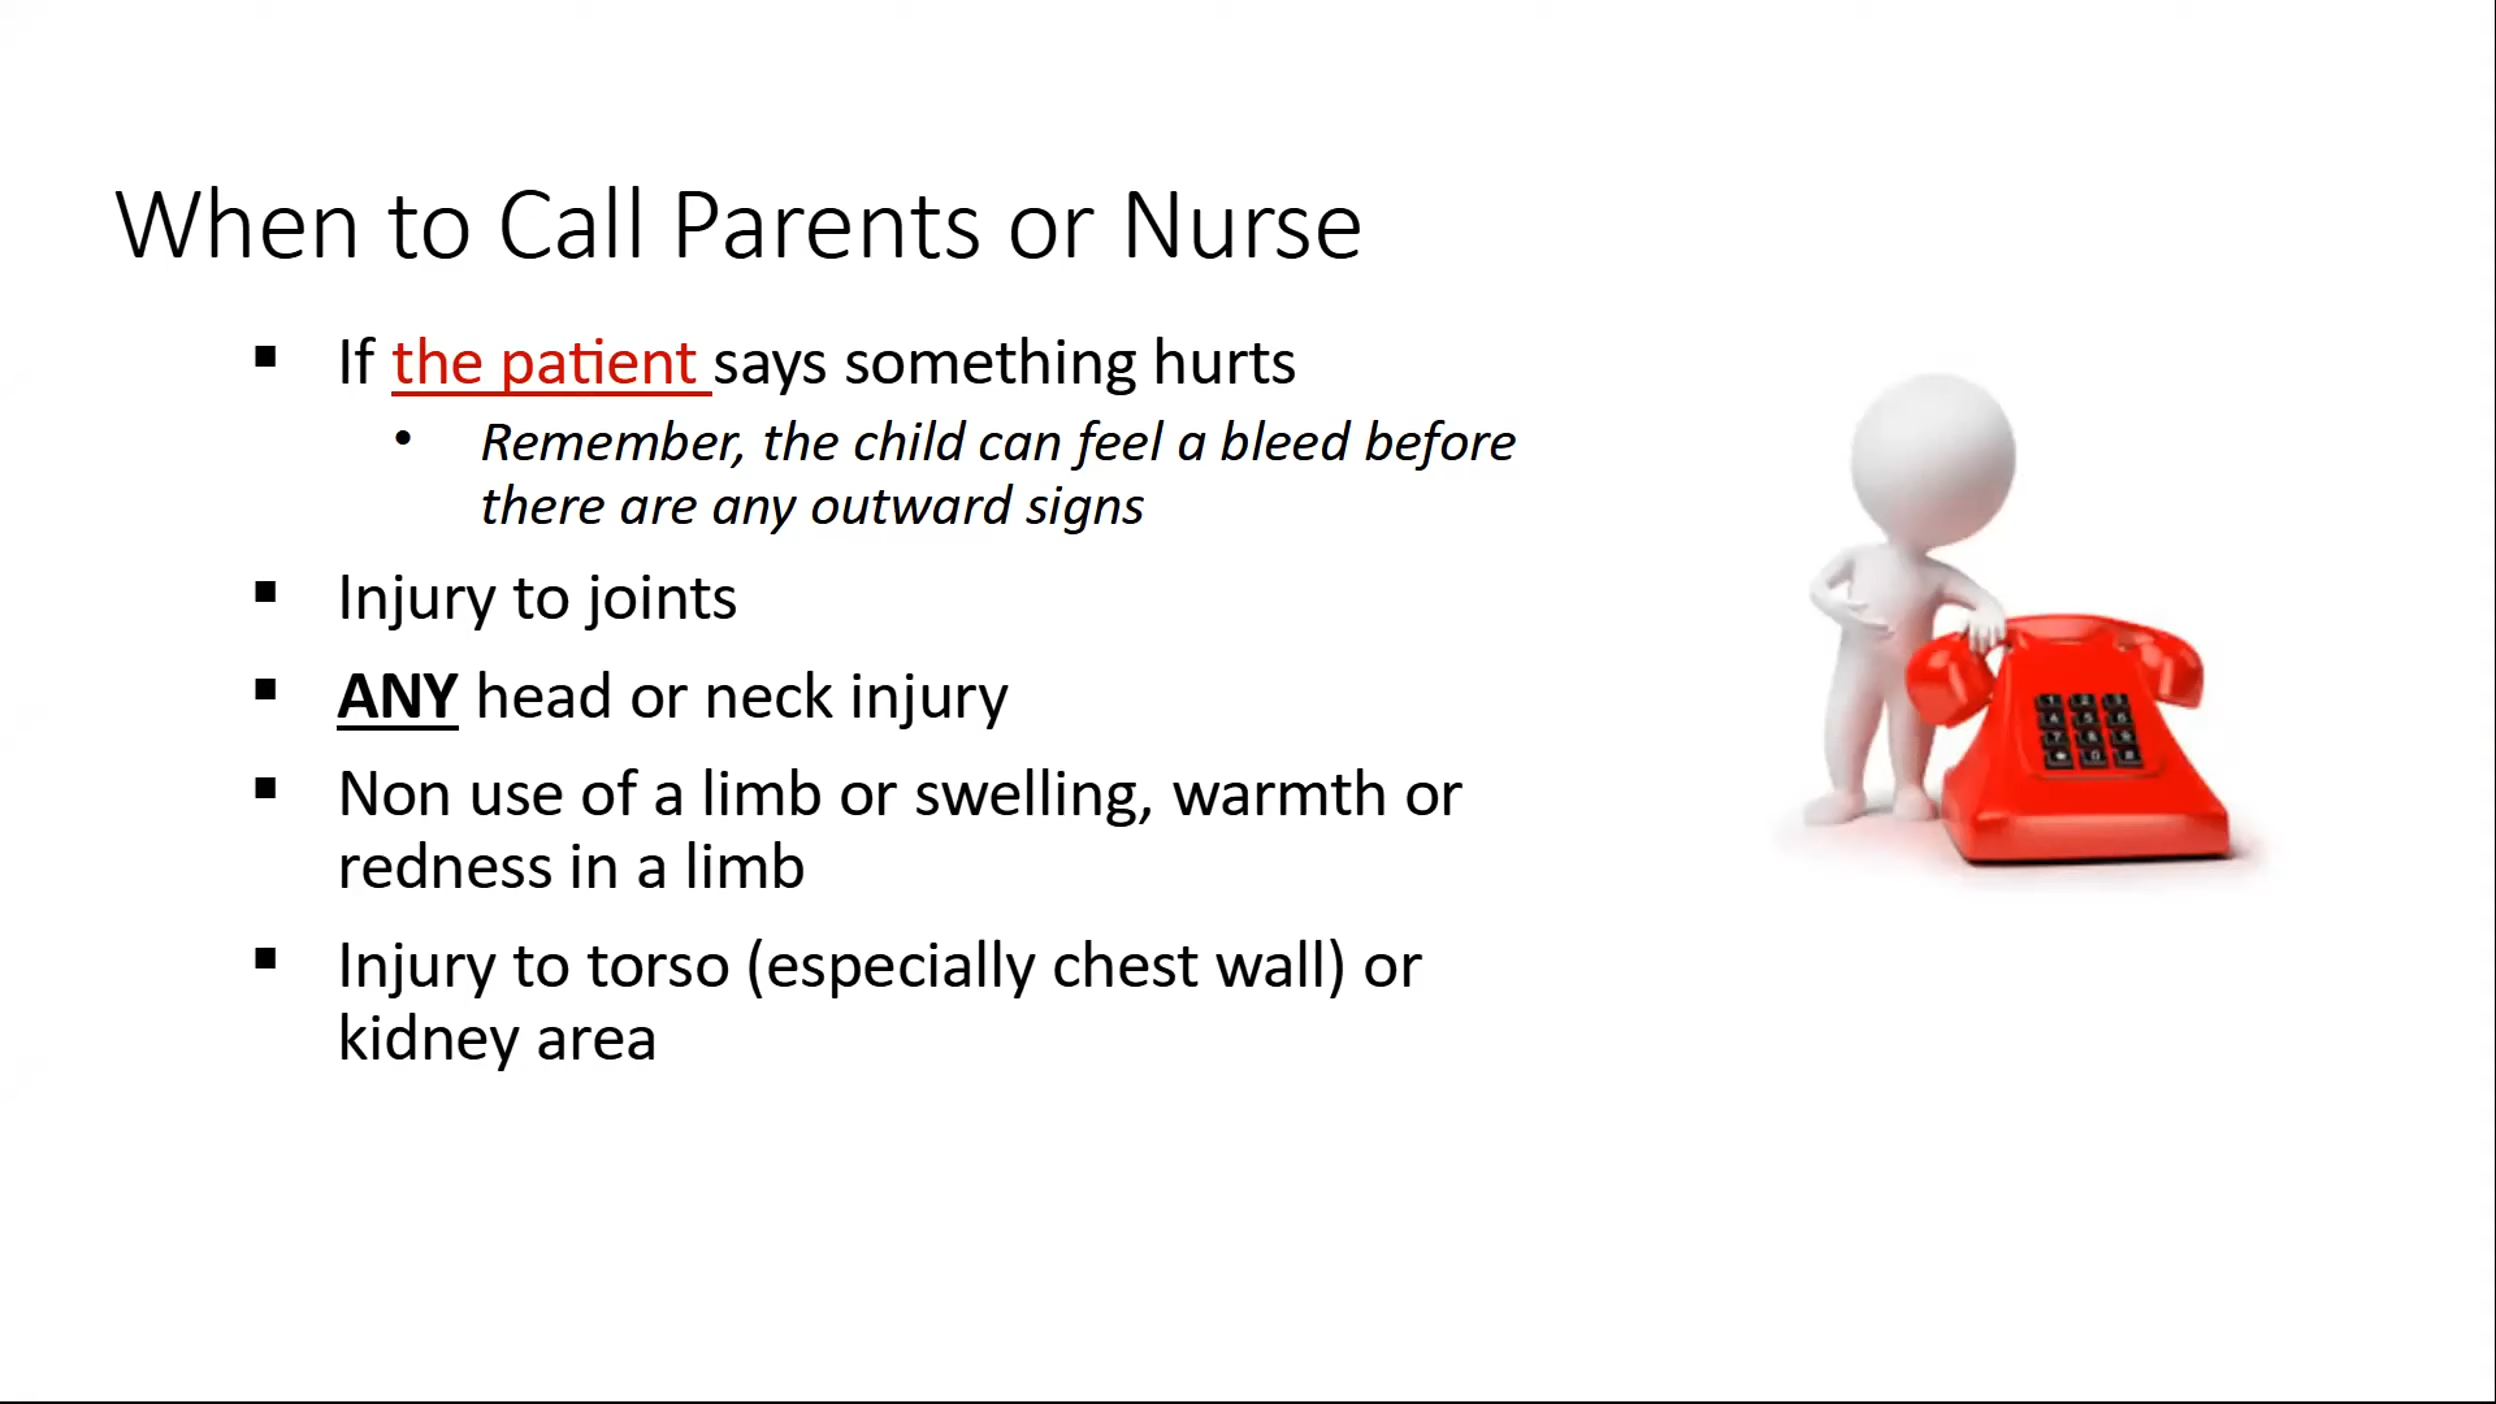 When to Call Parents or Nurse
▪ If the patient says something hurts
• Remember, the child can feel a bleed before
there are any outward signs
▪ Injury to joints
▪ ANY head or neck injury
▪ Non use of a limb or swelling, warmth or
redness in a limb
▪ Injury to torso (especially chest wall) or
kidney area